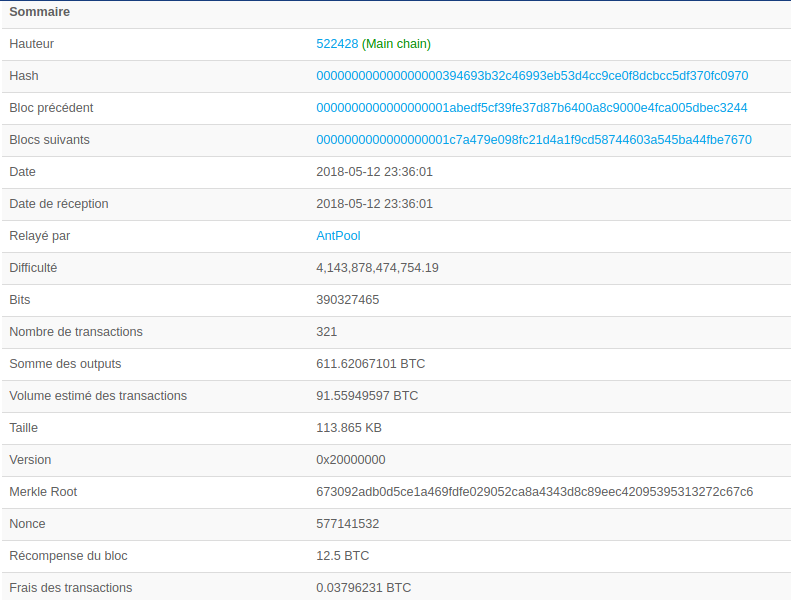 Sommaire
Hauteur 522428 (Main chain)
Hash 00000000000000000394693b32c46993eb53d4cc9ce0f8dcbcc5df370fc0970
Bloc précédent 0000000000000000001abedf5cf39fe37d87b6400a8c9000e4fca005dbec3244
Blocs suivants 0000000000000000001c7a479e098fc21d4a1f9cd58744603a545ba44fbe7670
Date 2018-05-12 23:36:01
Date de réception 2018-05-12 23:36:01
Relayé par AntPool
Difficulté 4,143,878,474,754.19
Bits 390327465
Nombre de transactions 321
Somme des outputs 611.62067101 BTC
Volume estimé des transactions 91.55949597 BTC
Taille 113.865 KB
Version 0x20000000
Merkle Root 673092adb0d5ce1a469fdfe029052ca8a4343d8c89eec42095395313272c67c6
Nonce 577141532
Récompense du bloc 12.5 BTC
Frais des transactions 0.03796231 BTC